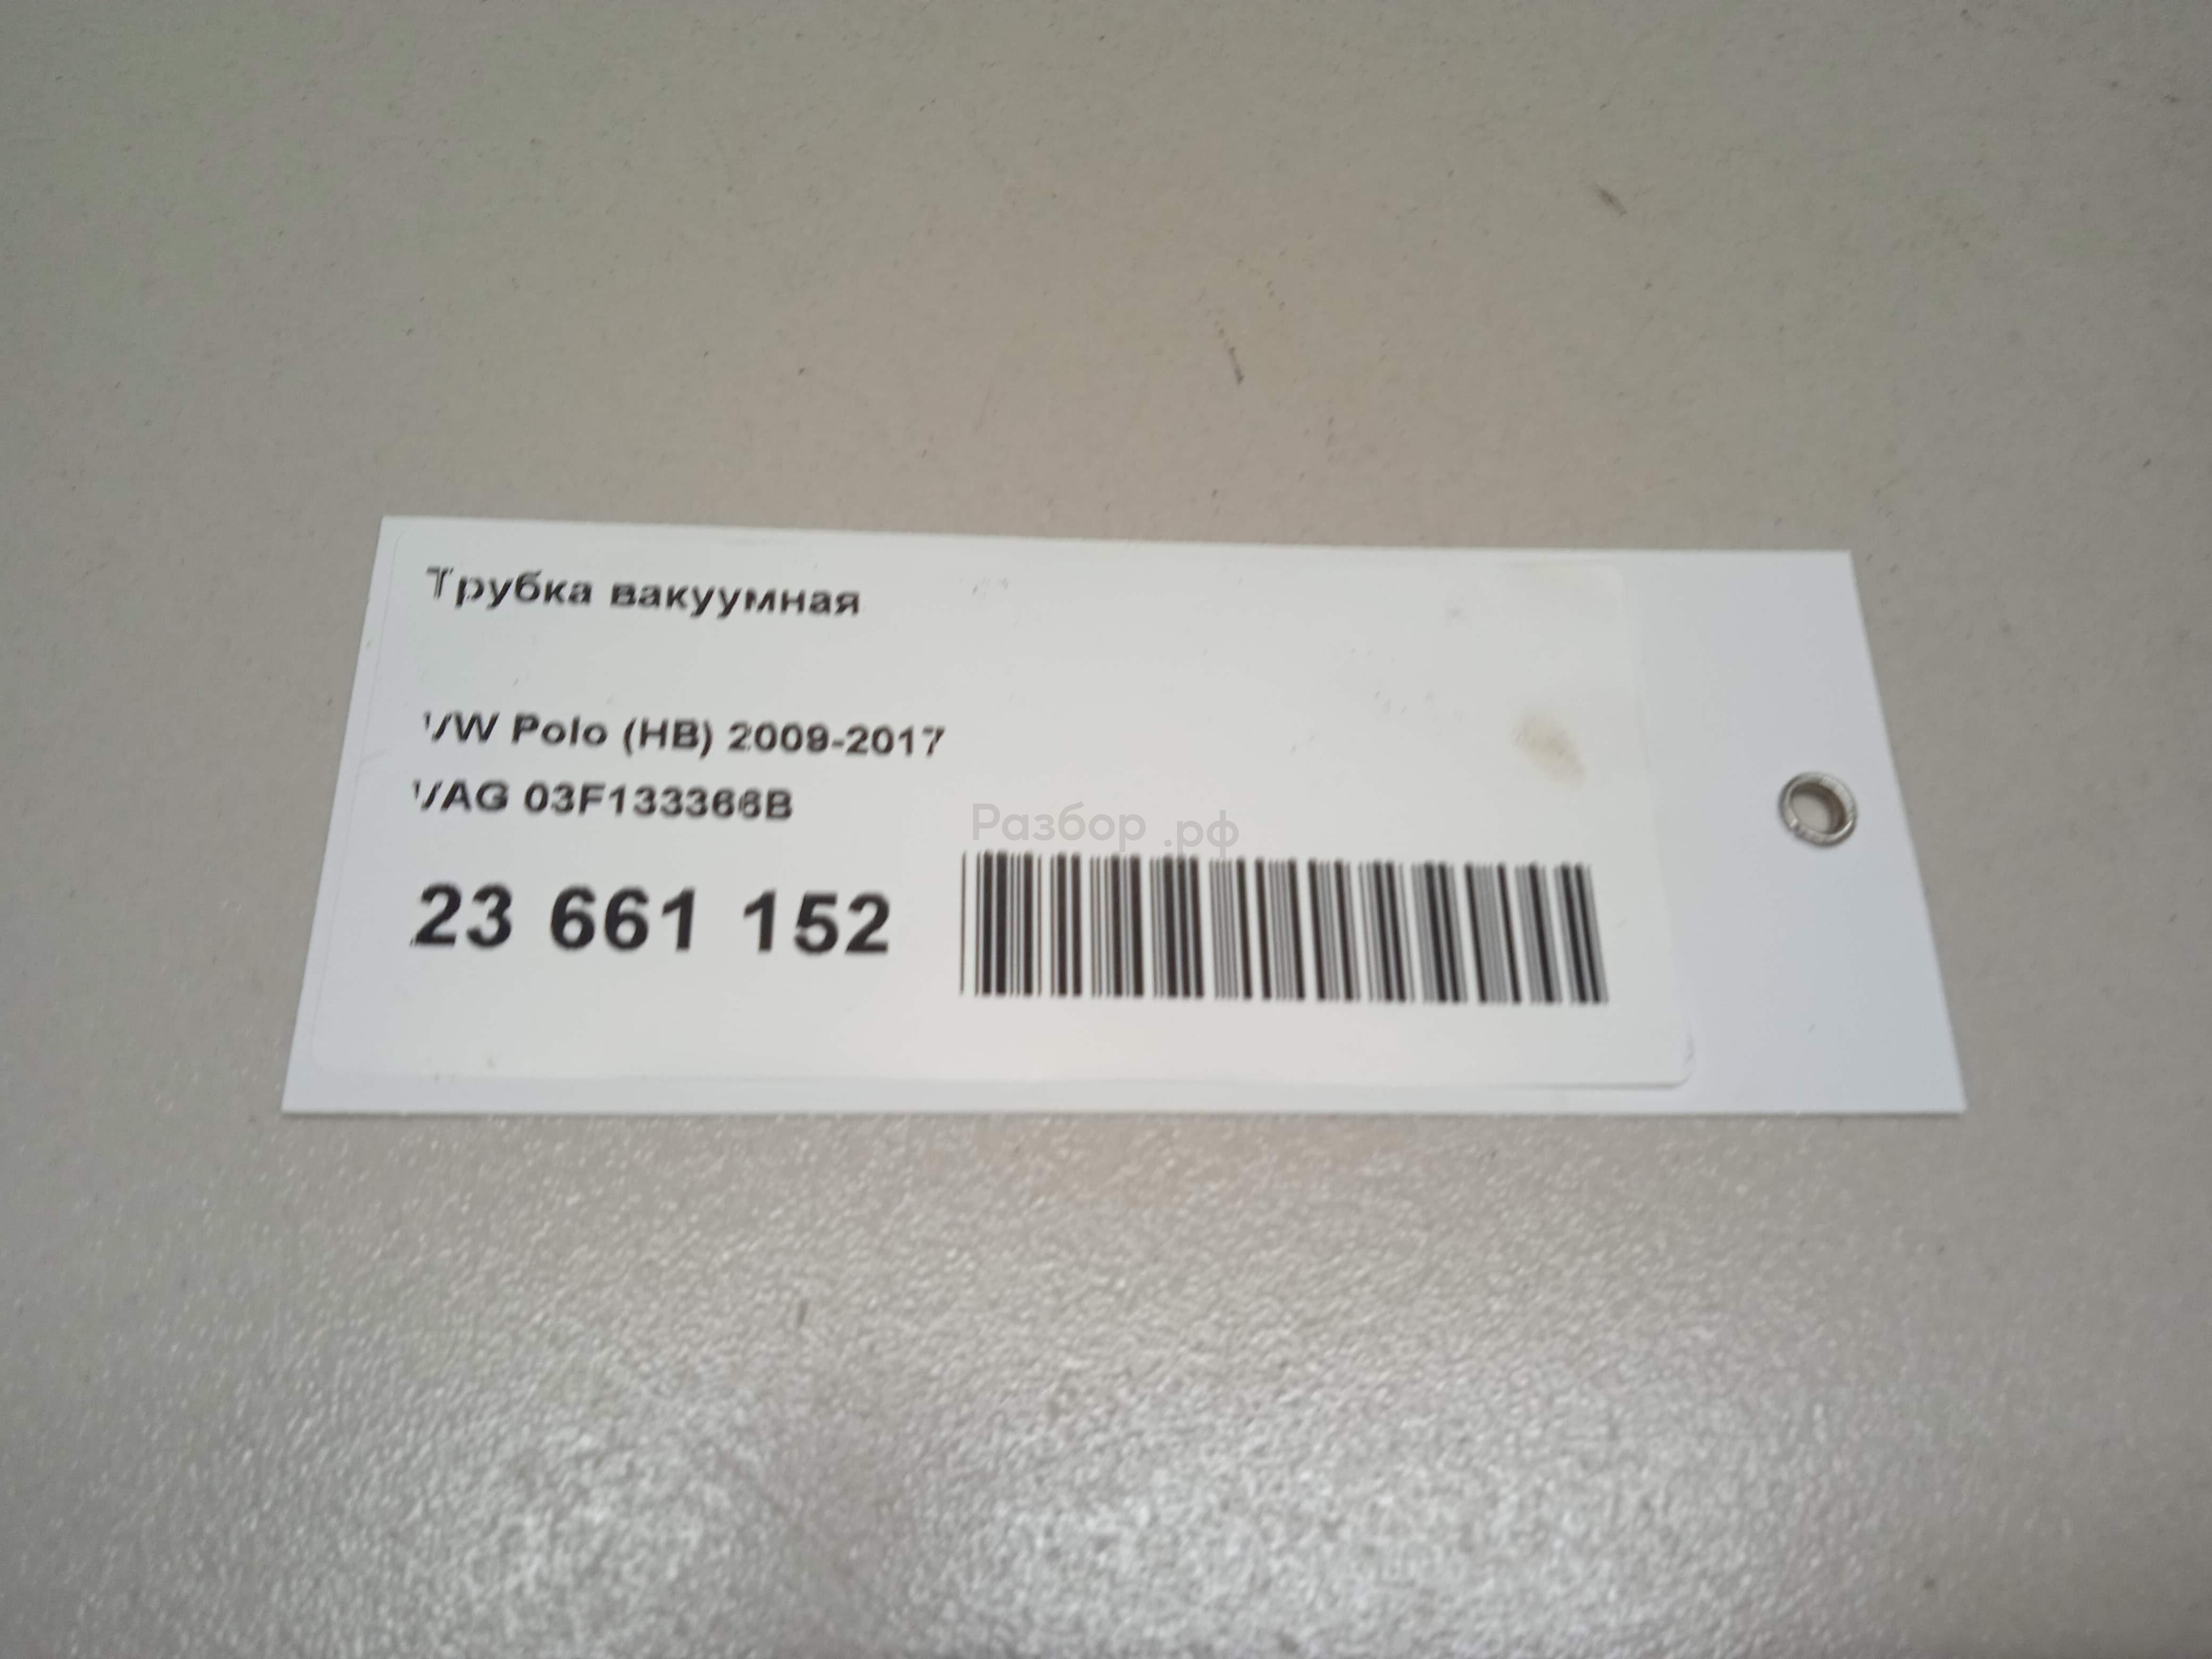 Трубка вакуумная
VW Polo (HB) 2009-2017
VAG 03F133366B
Разбор.рф
23 661 152